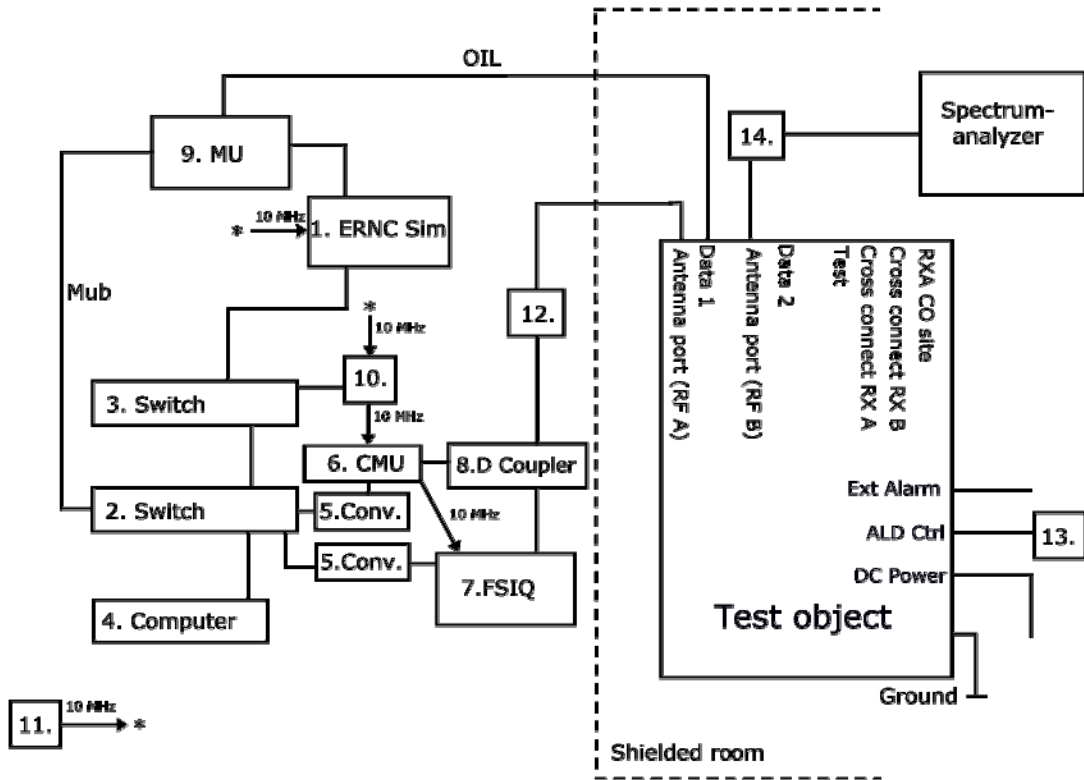 OIL
9. MU
14.
Spectrum-
analyzer
* 10 MHz
1. ERNC Sim
Mub
12.
*
10 MHz
10.
10 MHz
3. Switch
6. CMU
8.D Coupler
2. Switch
5.Conv.
10 MHz
5.Conv.
7.FSIQ
4. Computer
Antenna port (RF A)
Data 1
Antenna port (RF B)
Data 2
Test
Cross connect RX A
Cross connect RX B
RXA CO site
Ext Alarm
ALD Ctrl
13.
DC Power
Test object
Ground
11.
10 MHz *
Shielded room